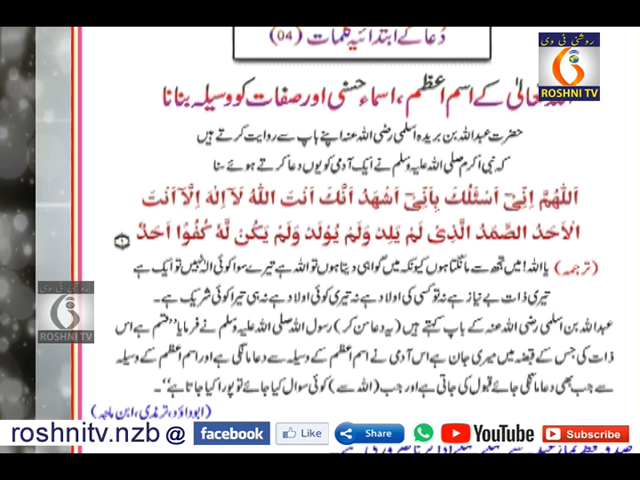 دُعا کے ابتدائیہ کلمات (04)
روشنی ٹی وی
ROSHNI TV
تعالیٰ کے اسم اعظم، اسماء حسنیٰ اور صفات کو وسیلہ بنانا
حضرت عبداللہ بن بریدہ اسلمی رضی اللہ عنہ اپنے باپ سے روایت کرتے ہیں
کہ نبی اکرم صلی اللہ علیہ وسلم نے ایک آدمی کو یوں دعا کرتے ہوئے سنا
اَللّٰهُمَّ اِنِّیْٓ اَسْئَلُكَ بِاَنِّیْٓ اَشْهَدُ اَنَّكَ اَنْتَ اللّٰهُ لَآ اِلٰهَ اِلَّآ اَنْتَ
الْاَحَدُ الصَّمَدُ الَّذِیْ لَمْ یَلِدْ وَلَمْ یُوْلَدْ وَلَمْ یَكُنْ لَّهٗ كُفُوًا اَحَدٌ
(ترجمہ) یا اللہ! میں تجھ سے مانگتا ہوں کیونکہ میں گواہی دیتا ہوں تو اللہ ہے تیرے سوا کوئی الٰہ نہیں تو ایک ہے
تیری ذات بے نیاز ہے نہ تو کسی کی اولاد ہے نہ تیری کوئی اولاد ہے نہ ہی تیرا کوئی شریک ہے۔
ROSHNI TV
عبداللہ بن اسلمی رضی اللہ عنہ کے باپ کہتے ہیں (یہ دعا سن کر) رسول اللہ صلی اللہ علیہ وسلم نے فرمایا ’’قسم ہے اس
ذات کی جس کے قبضہ میں میری جان ہے اس آدمی نے اسم اعظم کے وسیلہ سے دعا مانگی ہے اور اسم اعظم کے وسیلہ
سے جب بھی دعا مانگی جائے قبول کی جاتی ہے اور جب (اللہ سے) کوئی سوال کیا جائے تو پورا کیا جاتا ہے‘‘۔
(ابوداؤد، ترمذی، ابن ماجہ)
roshnitv.nzb @ facebook Like Share YouTube Subscribe